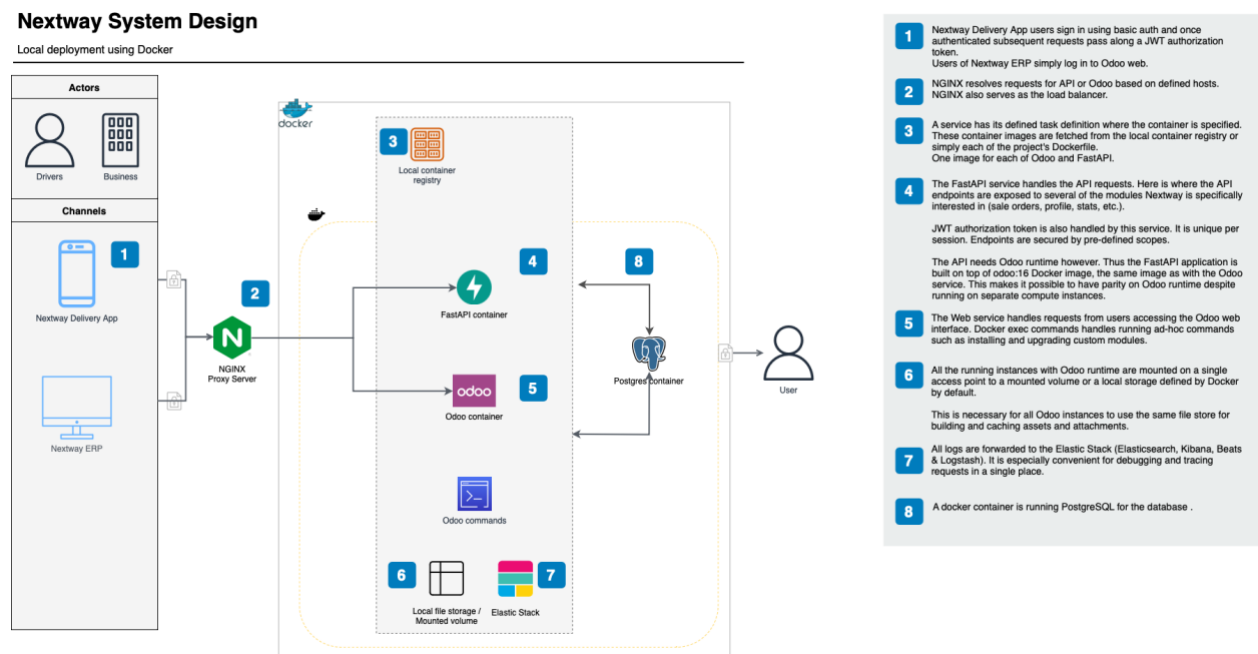 Nextway System Design
Local deployment using Docker
Actors
Drivers
Business
Channels
1
Nextway Delivery App
Nextway ERP
2
NGINX
Proxy Server
docker
3
Local container
registry
4
FastAPI container
5
odoo
Odoo container
Odoo commands
6
Local file storage /
Mounted volume
7
Elastic Stack
8
Postgres container
User
1
Nextway Delivery App users sign in using basic auth and once
authenticated subsequent requests pass along a JWT authorization
token.
Users of Nextway ERP simply log in to Odoo web.
2
NGINX resolves requests for API or Odoo based on defined hosts.
NGINX also serves as the load balancer.
3
A service has its defined task definition where the container is specified.
These container images are fetched from the local container registry or
simply each of the project's Dockerfile.
One image for each of Odoo and FastAPI.
4
The FastAPI service handles the API requests. Here is where the API
endpoints are exposed to several of the modules Nextway is specifically
interested in (sale orders, profile, stats, etc.).
JWT authorization token is also handled by this service. It is unique per
session. Endpoints are secured by pre-defined scopes.
The API needs Odoo runtime however. Thus the FastAPI application is
built on top of odoo:16 Docker image, the same image as with the Odoo
service. This makes it possible to have parity on Odoo runtime despite
running on separate compute instances.
5
The Web service handles requests from users accessing the Odoo web
interface. Docker exec commands handles running ad-hoc commands
such as installing and upgrading custom modules.
6
All the running instances with Odoo runtime are mounted on a single
access point to a mounted volume or a local storage defined by Docker
by default.
This is necessary for all Odoo instances to use the same file store for
building and caching assets and attachments.
7
All logs are forwarded to the Elastic Stack (Elasticsearch, Kibana, Beats
& Logstash). It is especially convenient for debugging and tracing
requests in a single place.
8
A docker container is running PostgreSQL for the database .